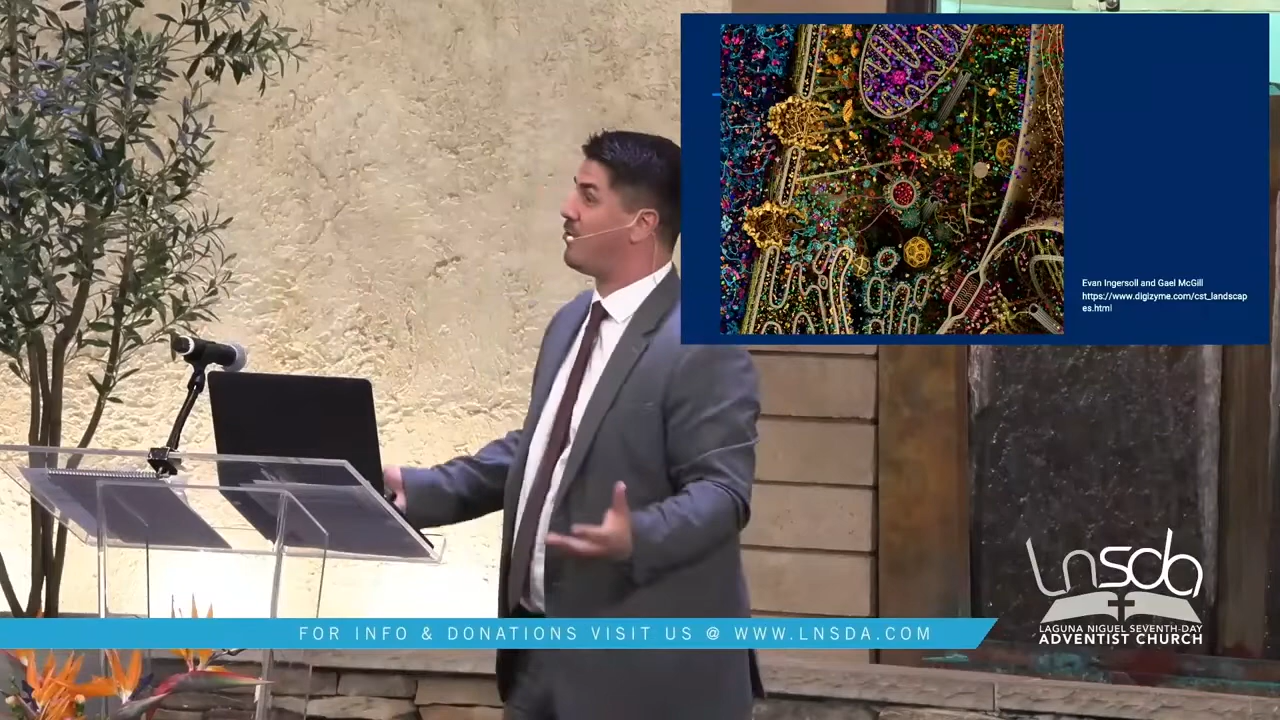 Evan Ingersoll and Gael McGill
https://www.digizyme.com/cst_landscap
es.html
lnsda
LAGUNA NIGUEL SEVENTH-DAY
ADVENTIST CHURCH
FOR INFO & DONATIONS VISIT US @ WWW.LNSDA.COM